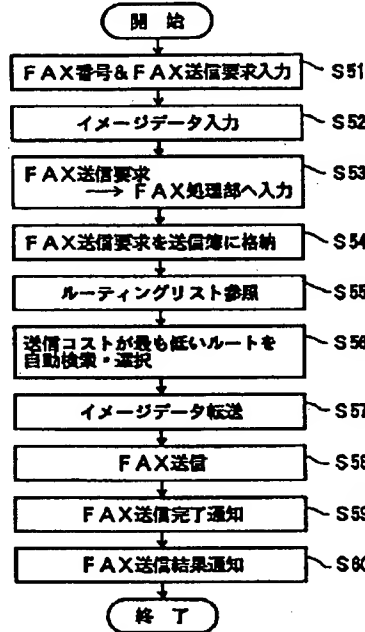 開 始
FAX番号&FAX送信要求入力 S51
イメージデータ入力 S52
FAX送信要求 S53
→ FAX処理部へ入力
FAX送信要求を送信簿に格納 S54
ルーティングリスト参照 S55
送信コストが最も低いルートを S56
自動検索・選択
イメージデータ転送 S57
FAX送信 S58
FAX送信完了通知 S59
FAX送信結果通知 S60
終 了